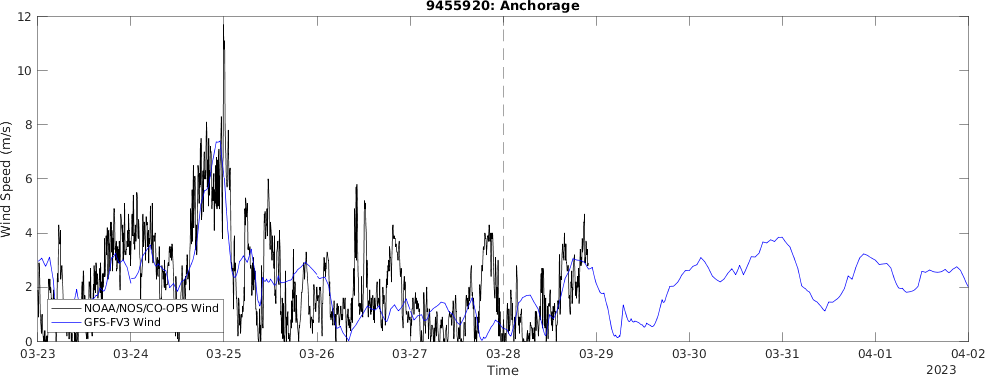 9455920: Anchorage
Wind Speed (m/s)
12
10
8
6
4
2
0
NOAA/NOS/CO-OPS Wind
GFS-FV3 Wind
03-23 03-24 03-25 03-26 03-27 03-28 03-29 03-30 03-31 04-01 04-02
Time
2023